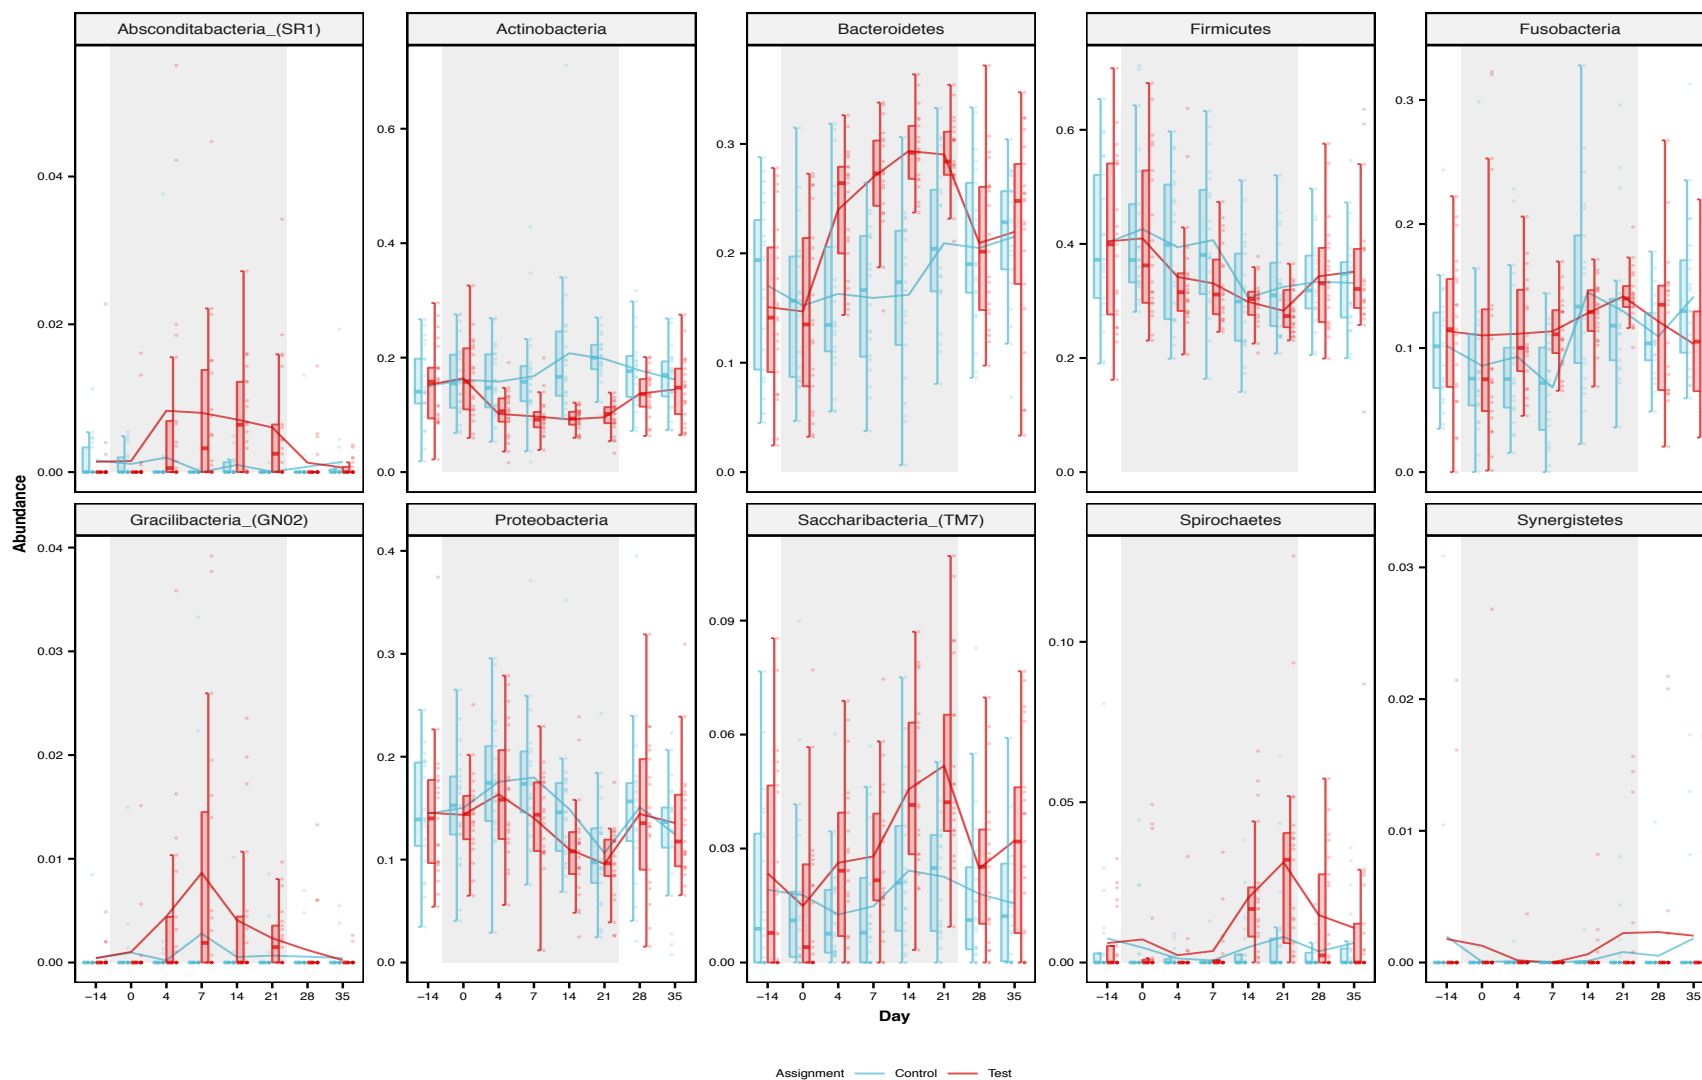 Absconditabacteria_(SR1) Actinobacteria Bacteroidetes Firmicutes Fusobacteria
0.04 0.6 0.3 0.6 0.3
0.02 0.4 0.2 0.4 0.2
0.00 0.2 0.1 0.2 0.1
0.0 0.0 0.0 0.0
Abundance
Gracilibacteria_(GN02) Proteobacteria Saccharibacteria_(TM7) Spirochaetes Synergistetes
0.04 0.4 0.09 0.10 0.03
0.03 0.3 0.06 0.05 0.02
0.02 0.2 0.03 0.00 0.01
0.01 0.1 0.00 0.00
0.00 0.0
−14 0 4 7 14 21 28 35 −14 0 4 7 14 21 28 35 −14 0 4 7 14 21 28 35 −14 0 4 7 14 21 28 35 −14 0 4 7 14 21 28 35
Day
Assignment Control Test